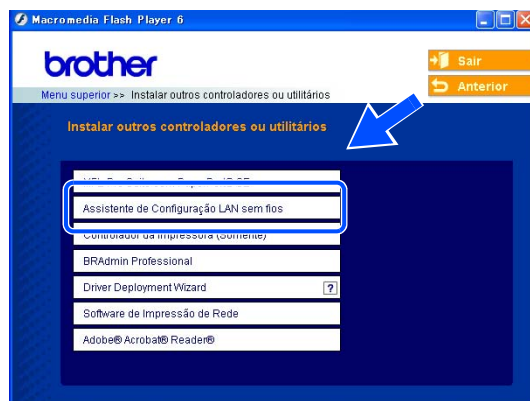 Macromedia Flash Player 6
brother
Sair
Anterior
Menu superior >> Instalar outros controladores ou utilitários
Instalar outros controladores ou utilitários
Assistente de Configuração LAN sem fios
Controlador da Impressora (Somente)
BRAdmin Professional
Driver Deployment Wizard ?
Software de Impressão de Rede
Adobe® Acrobat® Reader®